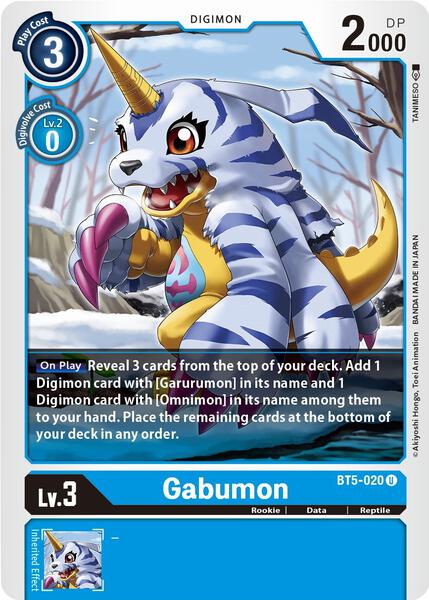 Play Cost
3
DIGIMON
2000
DP
Digivolve Cost
Lv.2
0
TANIMESO
On Play Reveal 3 cards from the top of your deck. Add 1
Digimon card with [Garurumon] in its name and 1
Digimon card with [Omnimon] in its name among them
to your hand. Place the remaining cards at the bottom of
your deck in any order.
©Akiyoshi Hongo, Toei Animation BANDAI MADE IN JAPAN
Lv.3
Gabumon
BT5-020 U
Rookie | Data | Reptile
Inherited Effect
—